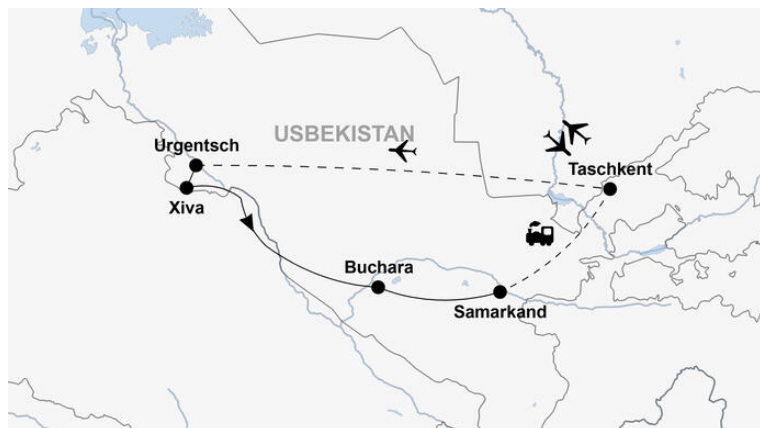 USBEKISTAN
Urgentsch
Taschkent
Xiva
Buchara
Samarkand